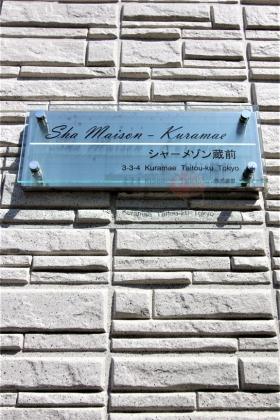 Sha Maison - Kuramae
シャーメゾン蔵前
3-3-4 Kuramae Taitou-ku Tokyo